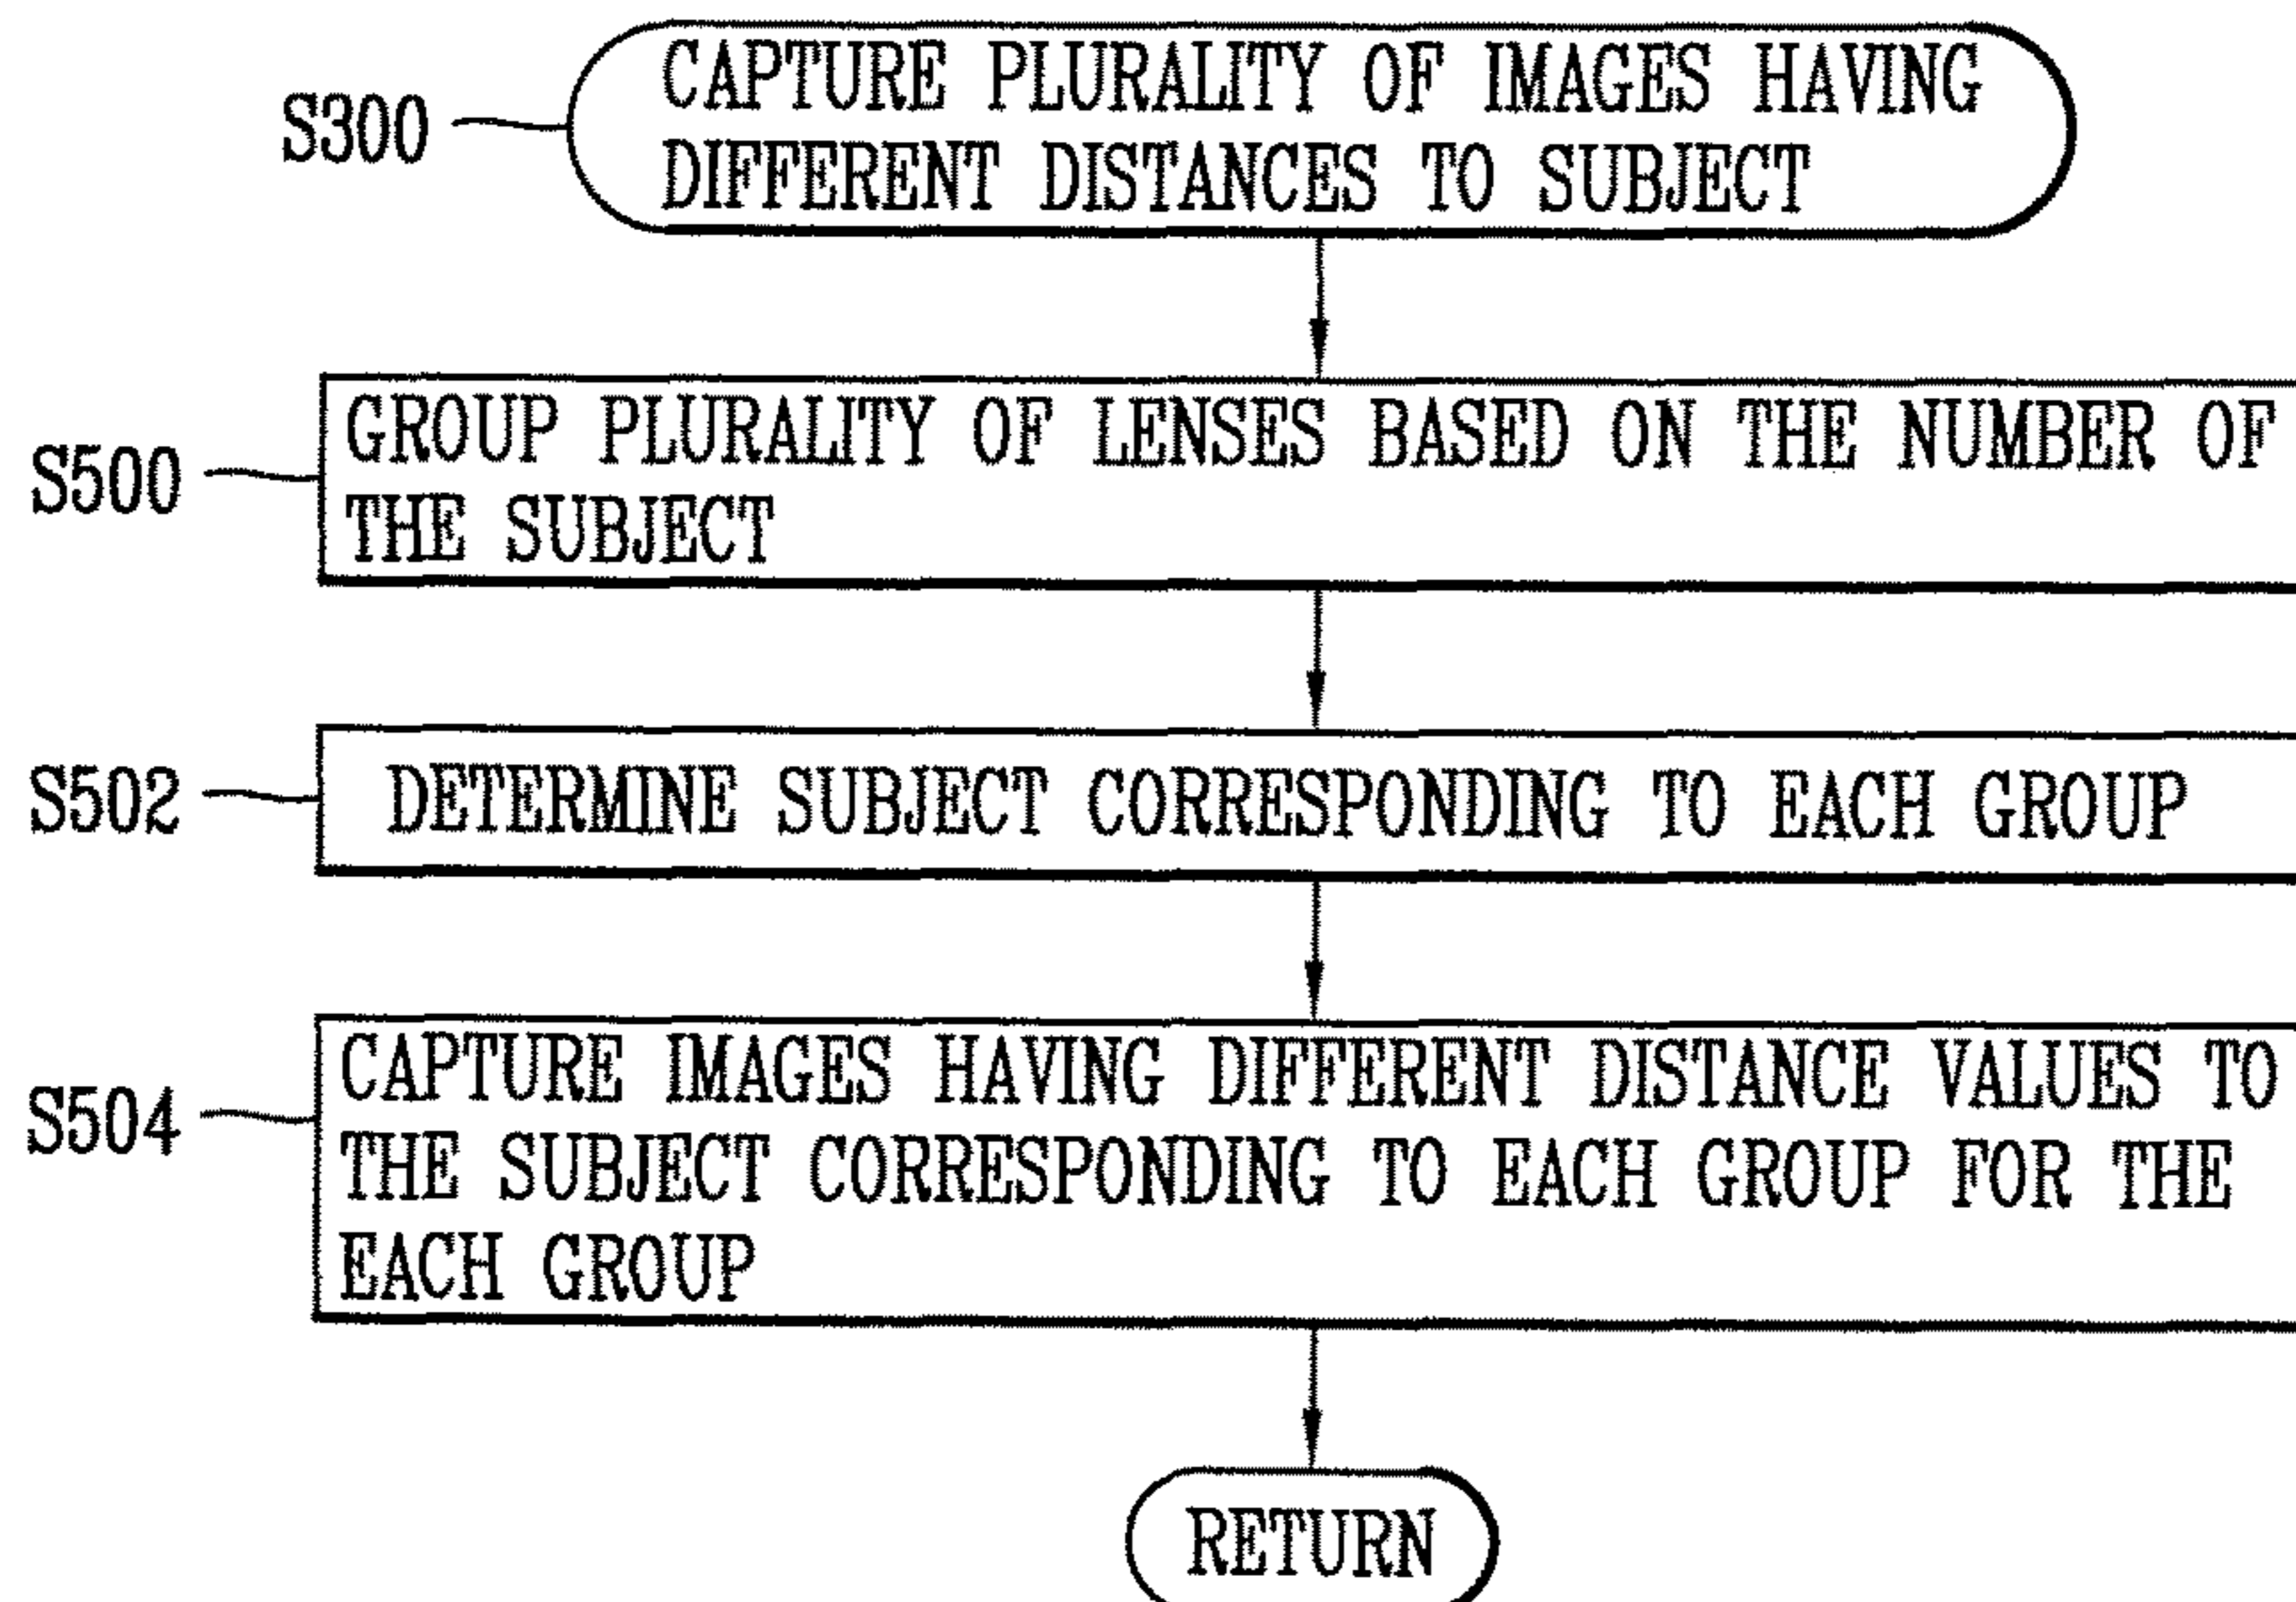 S300
CAPTURE PLURALITY OF IMAGES HAVING
DIFFERENT DISTANCES TO SUBJECT
S500
GROUP PLURALITY OF LENSES BASED ON THE NUMBER OF
THE SUBJECT
S502
DETERMINE SUBJECT CORRESPONDING TO EACH GROUP
S504
CAPTURE IMAGES HAVING DIFFERENT DISTANCE VALUES TO
THE SUBJECT CORRESPONDING TO EACH GROUP FOR THE
EACH GROUP
RETURN